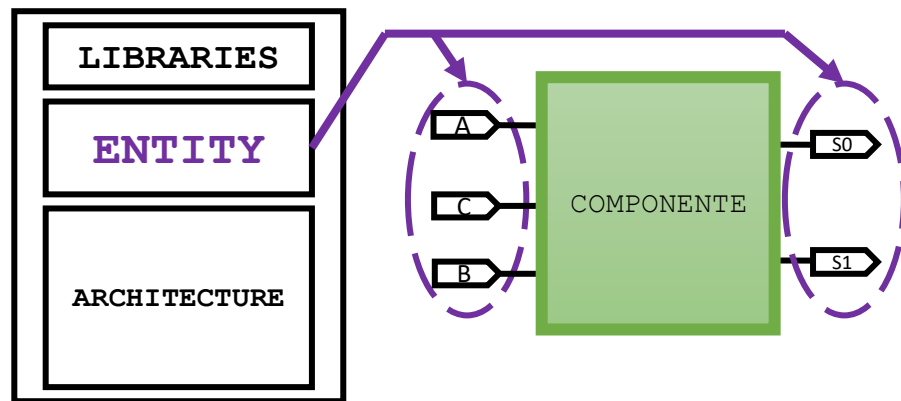 LIBRARIES
ENTITY
ARCHITECTURE
A
C
B
COMPONENTE
S0
S1